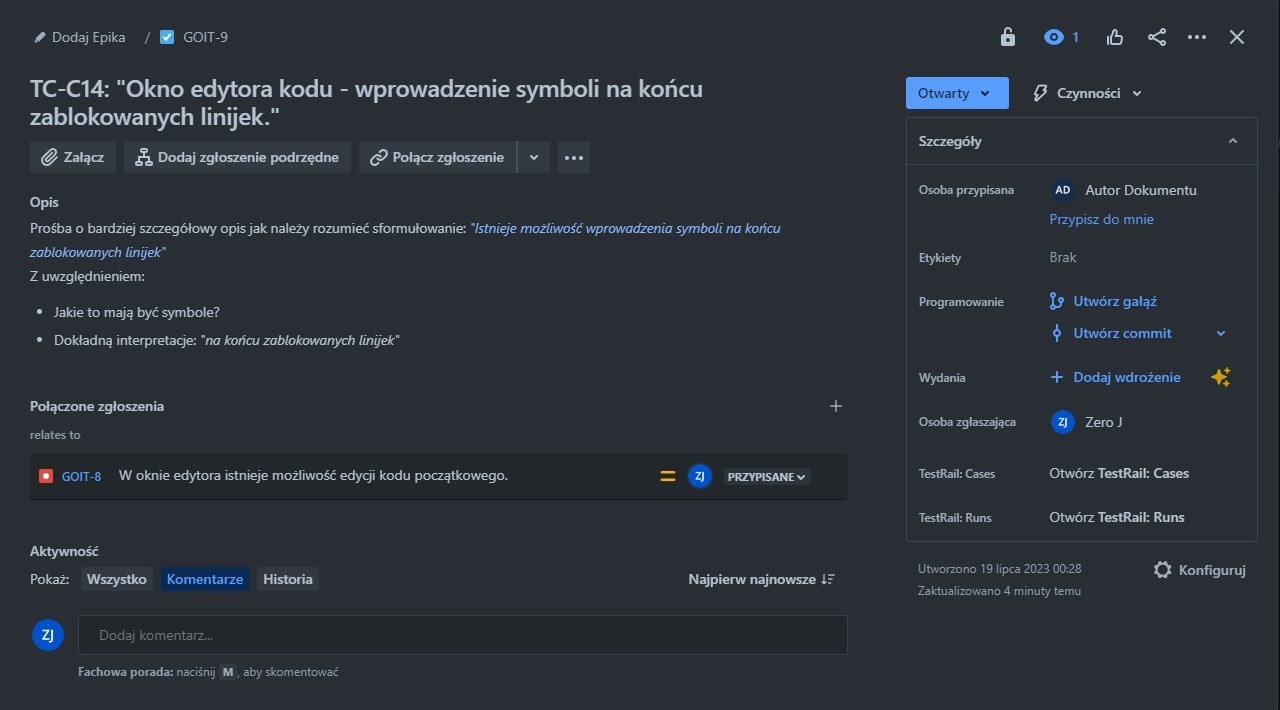 Dodaj Epika / GOIT-9
1
TC-C14: "Okno edytora kodu - wprowadzenie symboli na końcu
zablokowanych linijek."
Załącz Dodaj zgłoszenie podrzędne Połącz zgłoszenie
Opis
Prośba o bardziej szczegółowy opis jak należy rozumieć sformułowanie: "Istnieje możliwość wprowadzenia symboli na końcu
zablokowanych linijek"
Z uwzględnieniem:
• Jakie to mają być symbole?
• Dokładną interpretacje: "na końcu zablokowanych linijek"
Połączone zgłoszenia
relates to
GOIT-8 W oknie edytora istnieje możliwość edycji kodu początkowego. ZJ PRZYPISANE
Aktywność
Pokaż: Wszystko Komentarze Historia Najpierw najnowsze
ZJ Dodaj komentarz...
Fachowa porada: naciśnij M, aby skomentować
Otwarty Czynności
Szczegóły
Osoba przypisana AD Autor Dokumentu
Przypisz do mnie
Etykiety Brak
Programowanie Utwórz gałąź
Utwórz commit
Wydania Dodaj wdrożenie
Osoba zgłaszająca ZJ Zero J
TestRail: Cases Otwórz TestRail: Cases
TestRail: Runs Otwórz TestRail: Runs
Utworzono 19 lipca 2023 00:28 Konfiguruj
Zaktualizowano 4 minuty temu